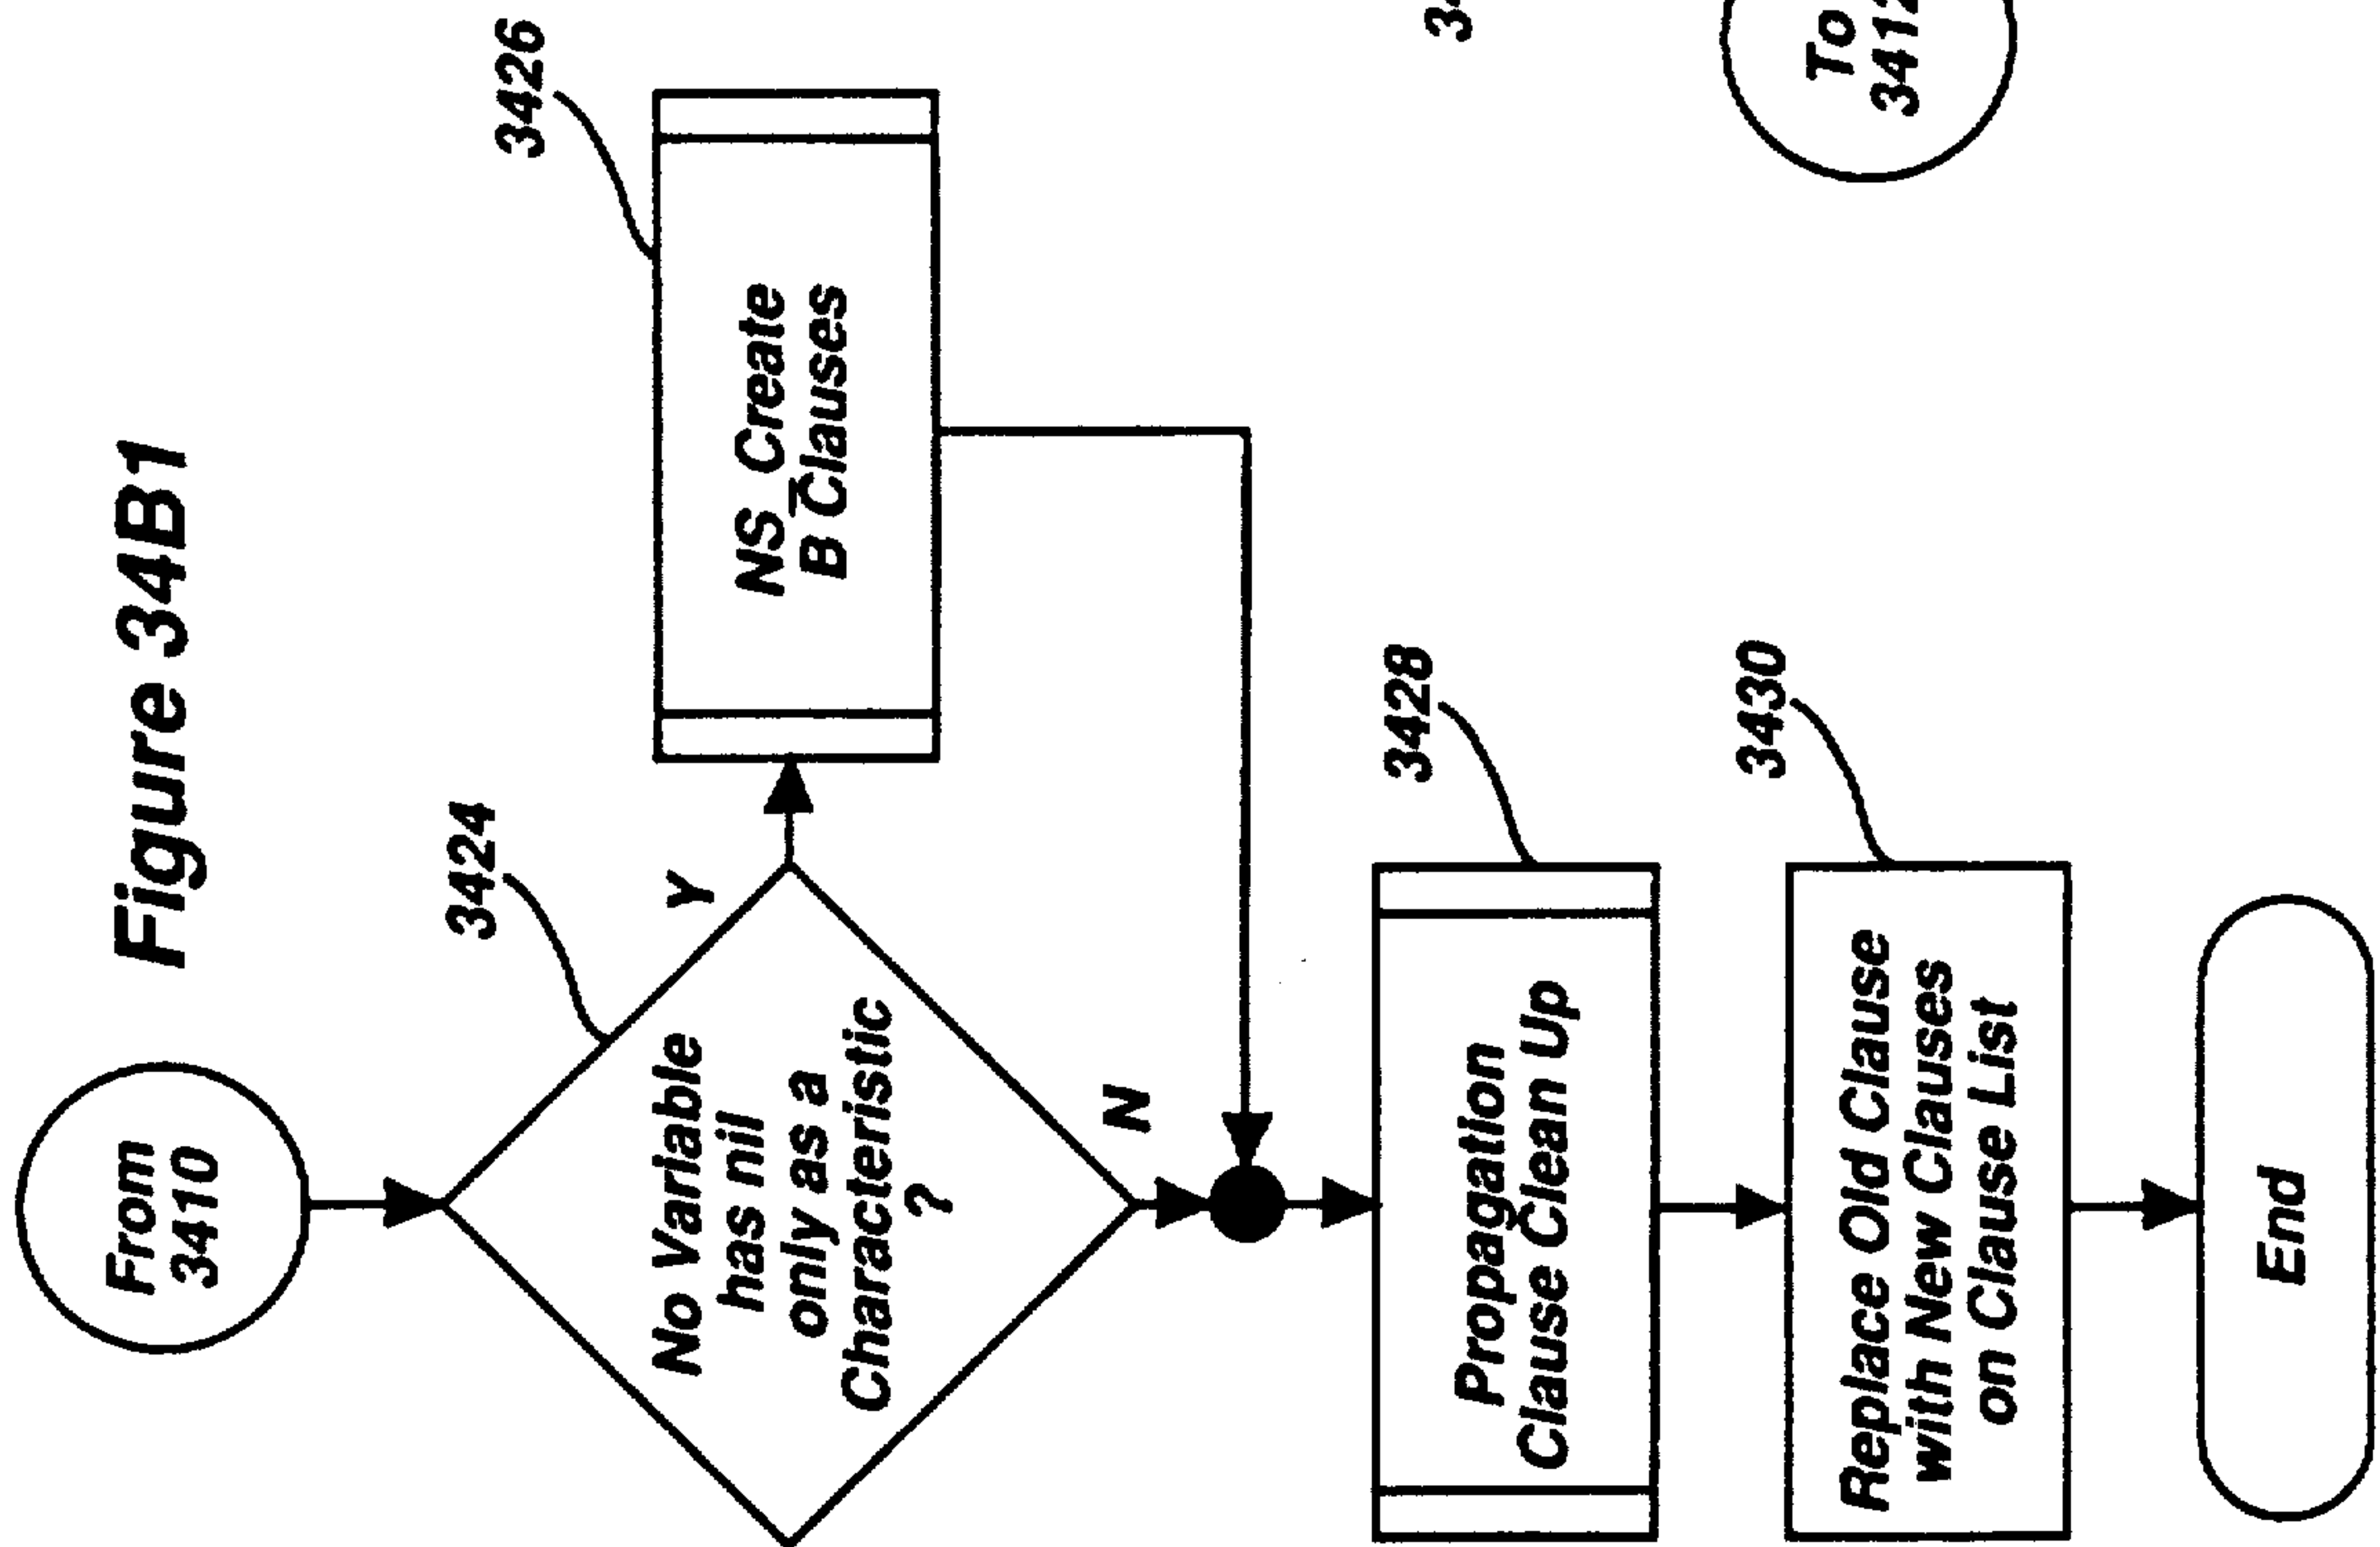 Figure 34B1
From
3410
3424
No Variable
has nil
only as a
Characteristic
?
Y
N
3426
NS_Create
B Clauses
3428
Propagation
Clause Clean Up
3430
Replace Old Clause
with New Clauses
on Clause List
End
To